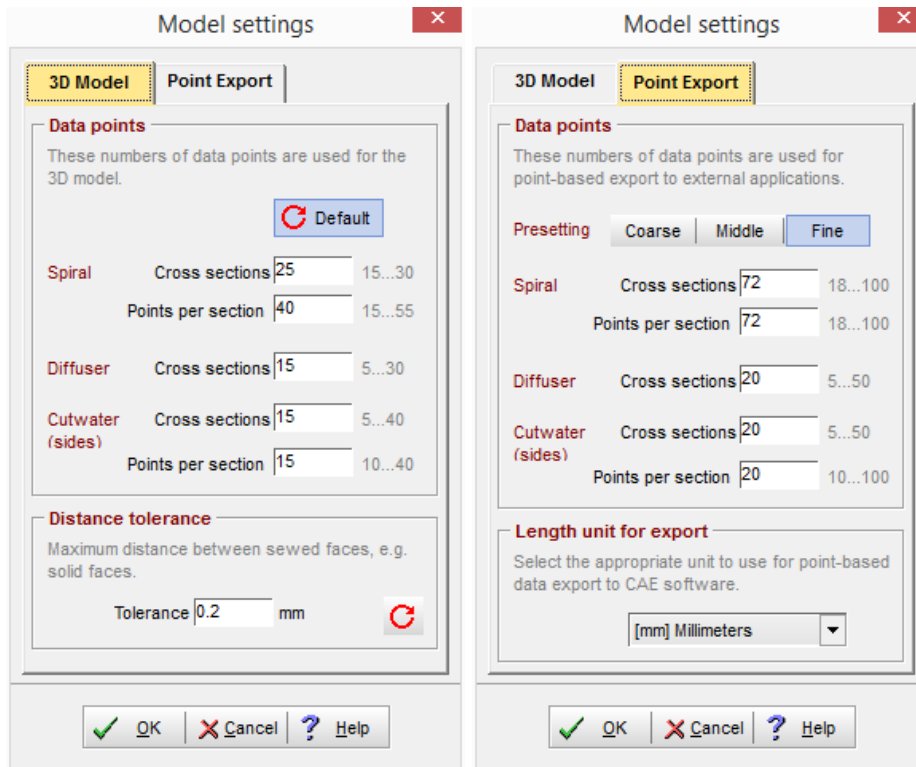 Model settings
3D Model Point Export
Data points
These numbers of data points are used for the
3D model.
Default
Spiral Cross sections 25 15...30
Points per section 40 15...55
Diffuser Cross sections 15 5...30
Cutwater Cross sections 15 5...40
(sides)
Points per section 15 10...40
Distance tolerance
Maximum distance between sewed faces, e.g.
solid faces.
Tolerance 0.2 mm
OK Cancel ? Help
Model settings
3D Model Point Export
Data points
These numbers of data points are used for
point-based export to external applications.
Presetting Coarse Middle Fine
Spiral Cross sections 72 18...100
Points per section 72 18...100
Diffuser Cross sections 20 5...50
Cutwater Cross sections 20 5...50
(sides)
Points per section 20 10...100
Length unit for export
Select the appropriate unit to use for point-based
data export to CAE software.
[mm] Millimeters
OK Cancel ? Help